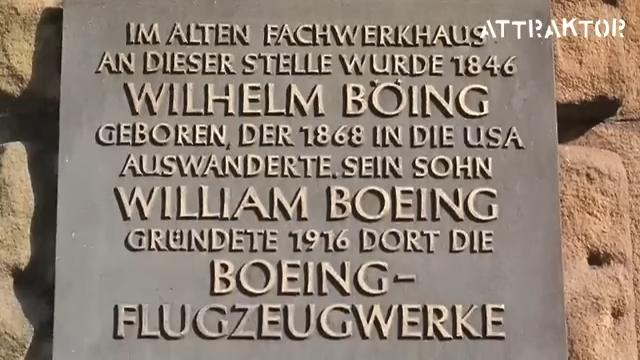 ATTRAKTOR
IM ALTEN FACHWERKHAUS
AN DIESER STELLE WURDE 1846
WILHELM BÖING
GEBOREN, DER 1868 IN DIE USA
AUSWANDERTE. SEIN SOHN
WILLIAM BOEING
GRÜNDETE 1916 DORT DIE
BOEING-
FLUGZEUGWERKE